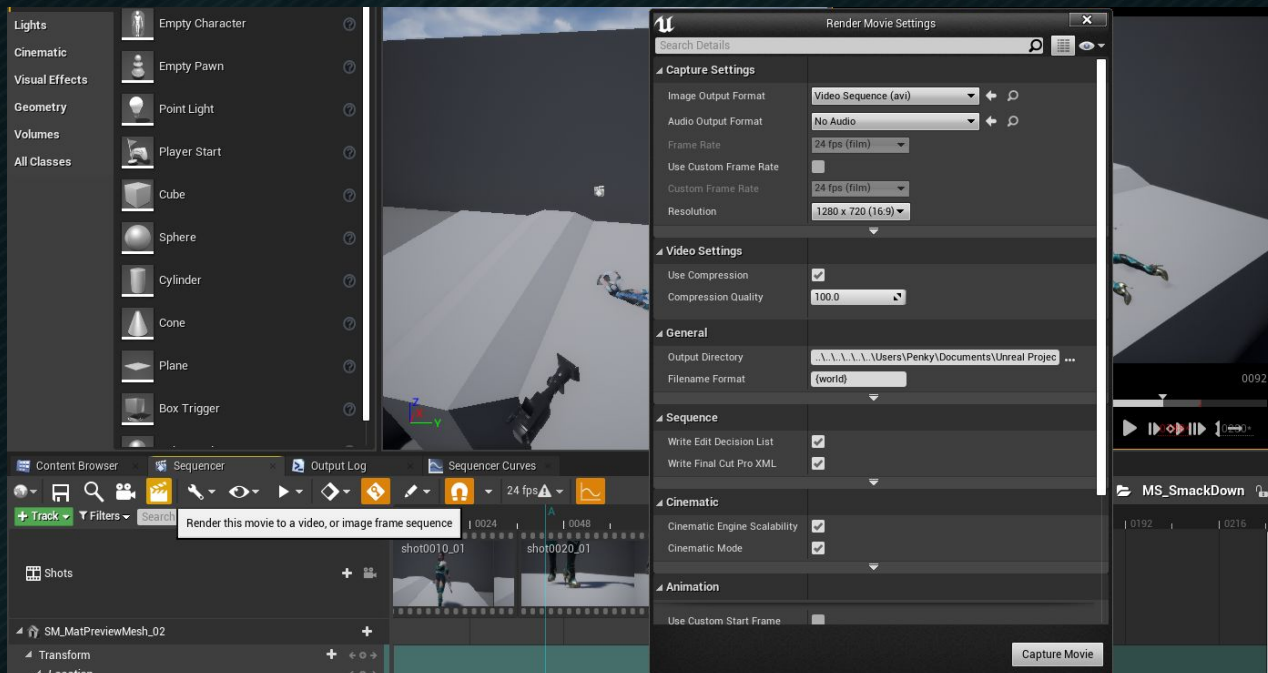 Lights
Cinematic
Visual Effects
Geometry
Volumes
All Classes
Empty Character
Empty Pawn
Point Light
Player Start
Cube
Sphere
Cylinder
Cone
Plane
Box Trigger
Z
Y
Render Movie Settings
Search Details
Capture Settings
Image Output Format Video Sequence (avi)
Audio Output Format No Audio
Frame Rate 24 fps (film)
Use Custom Frame Rate
Custom Frame Rate 24 fps (film)
Resolution 1280 x 720 (16:9)
Video Settings
Use Compression
Compression Quality 100.0
General
Output Directory ..\..\..\..\..\..\Users\Penky\Documents\Unreal Projec ...
Filename Format {world}
Sequence
Write Edit Decision List
Write Final Cut Pro XML
Cinematic
Cinematic Engine Scalability
Cinematic Mode
Animation
Use Custom Start Frame
Capture Movie
0092
Content Browser Sequencer Output Log Sequencer Curves
24 fps
MS_SmackDown
+ Track Filters Search
Render this movie to a video, or image frame sequence
0024 0048 0192 0216
A
shot0010_01 shot0020_01
Shots
SM_MatPreviewMesh_02
Transform
Location